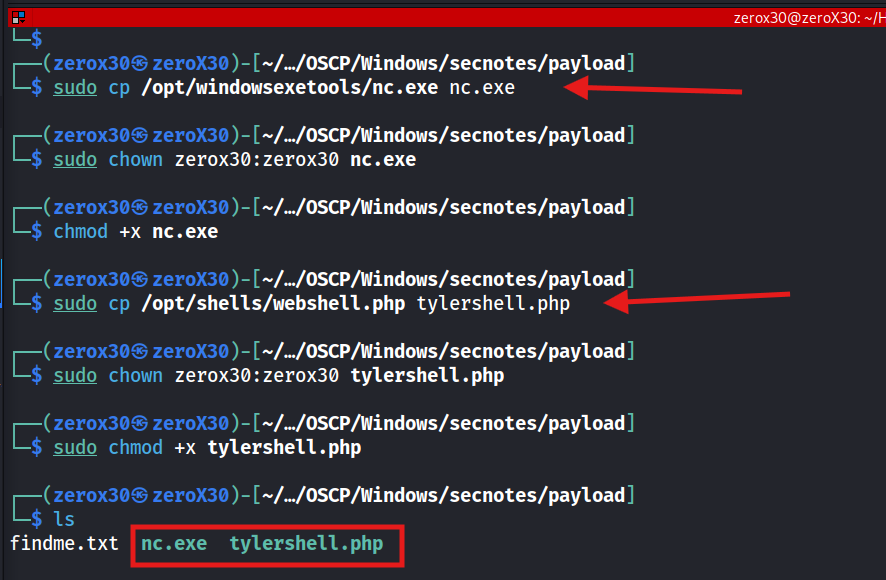 zerox30@zeroX30: ~/H
└─$
┌──(zerox30㉿zeroX30)-[~/…/OSCP/Windows/secnotes/payload]
└─$ sudo cp /opt/windowsexetools/nc.exe nc.exe
┌──(zerox30㉿zeroX30)-[~/…/OSCP/Windows/secnotes/payload]
└─$ sudo chown zerox30:zerox30 nc.exe
┌──(zerox30㉿zeroX30)-[~/…/OSCP/Windows/secnotes/payload]
└─$ chmod +x nc.exe
┌──(zerox30㉿zeroX30)-[~/…/OSCP/Windows/secnotes/payload]
└─$ sudo cp /opt/shells/webshell.php tylershell.php
┌──(zerox30㉿zeroX30)-[~/…/OSCP/Windows/secnotes/payload]
└─$ sudo chown zerox30:zerox30 tylershell.php
┌──(zerox30㉿zeroX30)-[~/…/OSCP/Windows/secnotes/payload]
└─$ sudo chmod +x tylershell.php
┌──(zerox30㉿zeroX30)-[~/…/OSCP/Windows/secnotes/payload]
└─$ ls
findme.txt nc.exe tylershell.php